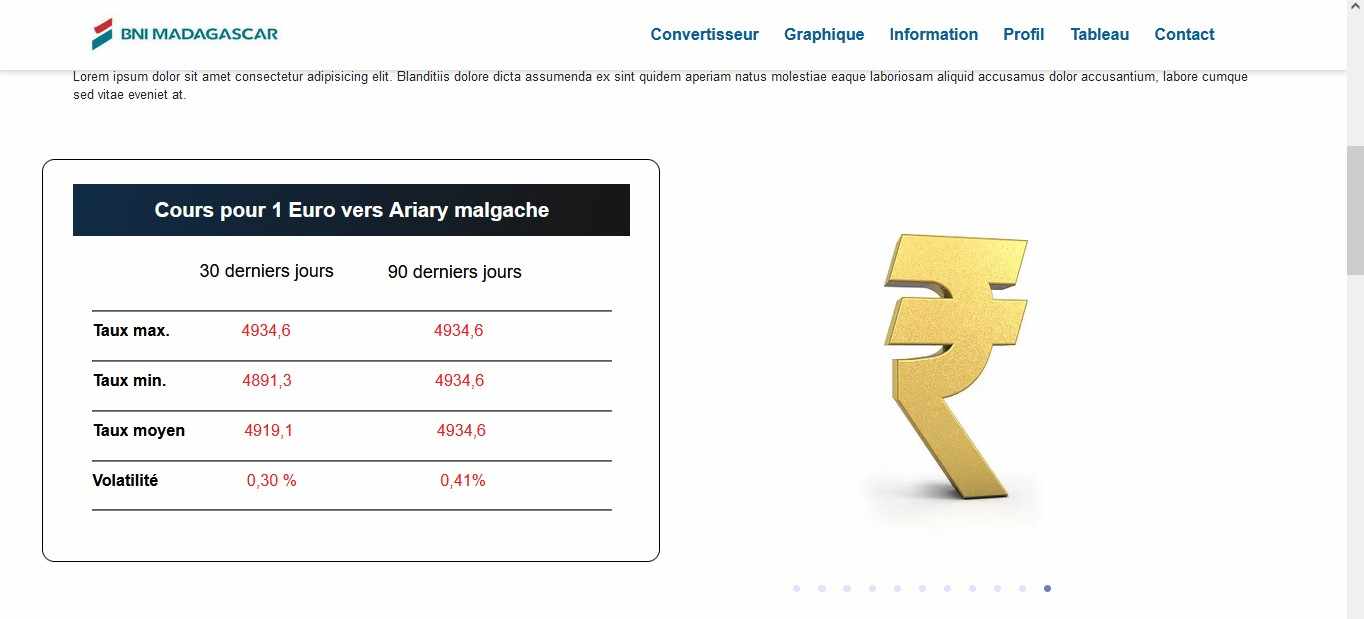 BNI MADAGASCAR
Convertisseur Graphique Information Profil Tableau Contact
Lorem ipsum dolor sit amet consectetur adipisicing elit. Blanditiis dolore dicta assumenda ex sint quidem aperiam natus molestiae eaque laboriosam aliquid accusamus dolor accusantium, labore cumque
sed vitae eveniet at.
Cours pour 1 Euro vers Ariary malgache
30 derniers jours 90 derniers jours
Taux max. 4934,6 4934,6
Taux min. 4891,3 4934,6
Taux moyen 4919,1 4934,6
Volatilité 0,30 % 0,41%